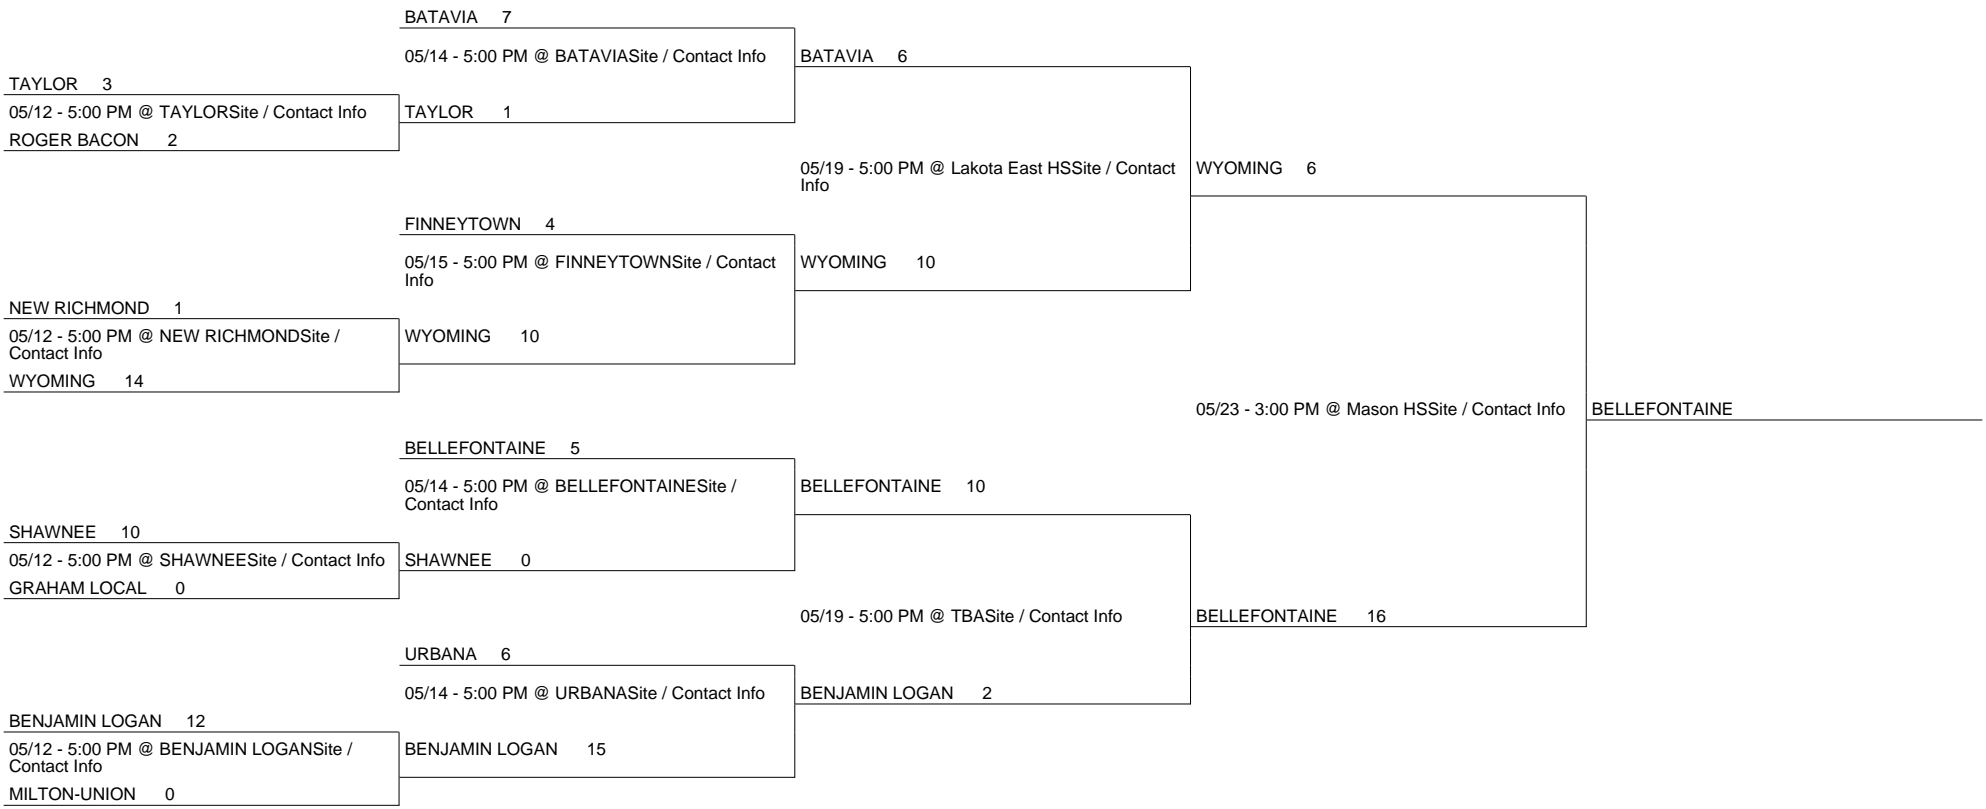 BATAVIA 7
05/14 - 5:00 PM @ BATAVIASite / Contact Info
BATAVIA 6
TAYLOR 3
05/12 - 5:00 PM @ TAYLORSite / Contact Info
TAYLOR 1
ROGER BACON 2
05/19 - 5:00 PM @ Lakota East HSSite / Contact
Info
WYOMING 6
FINNEYTOWN 4
05/15 - 5:00 PM @ FINNEYTOWNSite / Contact
Info
WYOMING 10
NEW RICHMOND 1
05/12 - 5:00 PM @ NEW RICHMONDSite /
Contact Info
WYOMING 10
WYOMING 14
05/23 - 3:00 PM @ Mason HSSite / Contact Info
BELLEFONTAINE
BELLEFONTAINE 5
05/14 - 5:00 PM @ BELLEFONTAINESite /
Contact Info
BELLEFONTAINE 10
SHAWNEE 10
05/12 - 5:00 PM @ SHAWNEESite / Contact Info
SHAWNEE 0
GRAHAM LOCAL 0
05/19 - 5:00 PM @ TBASite / Contact Info
BELLEFONTAINE 16
URBANA 6
05/14 - 5:00 PM @ URBANASite / Contact Info
BENJAMIN LOGAN 2
BENJAMIN LOGAN 12
05/12 - 5:00 PM @ BENJAMIN LOGANSite /
Contact Info
BENJAMIN LOGAN 15
MILTON-UNION 0